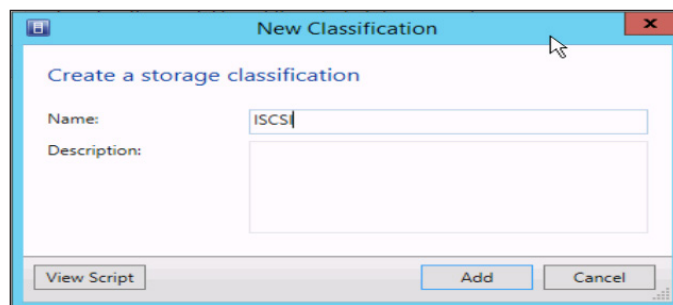 New Classification
x
Create a storage classification
Name:
ISCSI
Description:
View Script
Add
Cancel